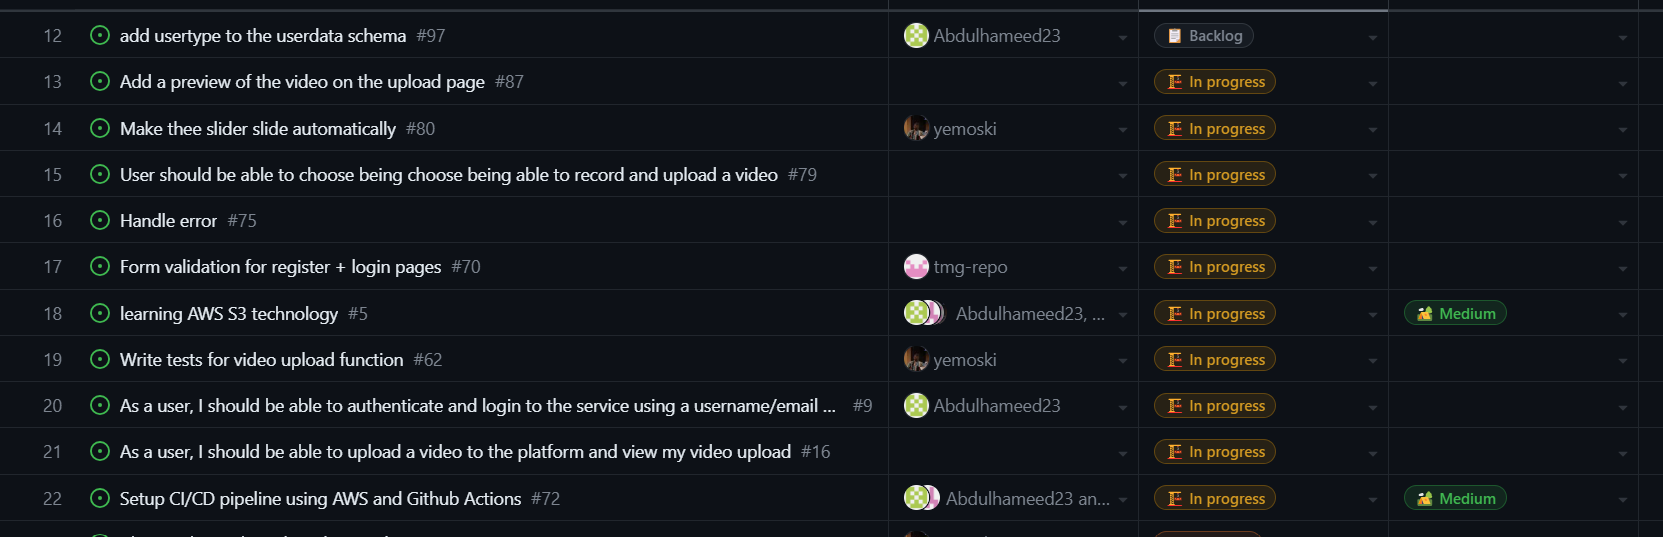 12 add usertype to the userdata schema #97 Abdulhameed23 Backlog
13 Add a preview of the video on the upload page #87 In progress
14 Make thee slider slide automatically #80 yemoski In progress
15 User should be able to choose being choose being able to record and upload a video #79 In progress
16 Handle error #75 In progress
17 Form validation for register + login pages #70 tmg-repo In progress
18 learning AWS S3 technology #5 Abdulhameed23, ... In progress Medium
19 Write tests for video upload function #62 yemoski In progress
20 As a user, I should be able to authenticate and login to the service using a username/email ... #9 Abdulhameed23 In progress
21 As a user, I should be able to upload a video to the platform and view my video upload #16 In progress
22 Setup CI/CD pipeline using AWS and Github Actions #72 Abdulhameed23 an... In progress Medium